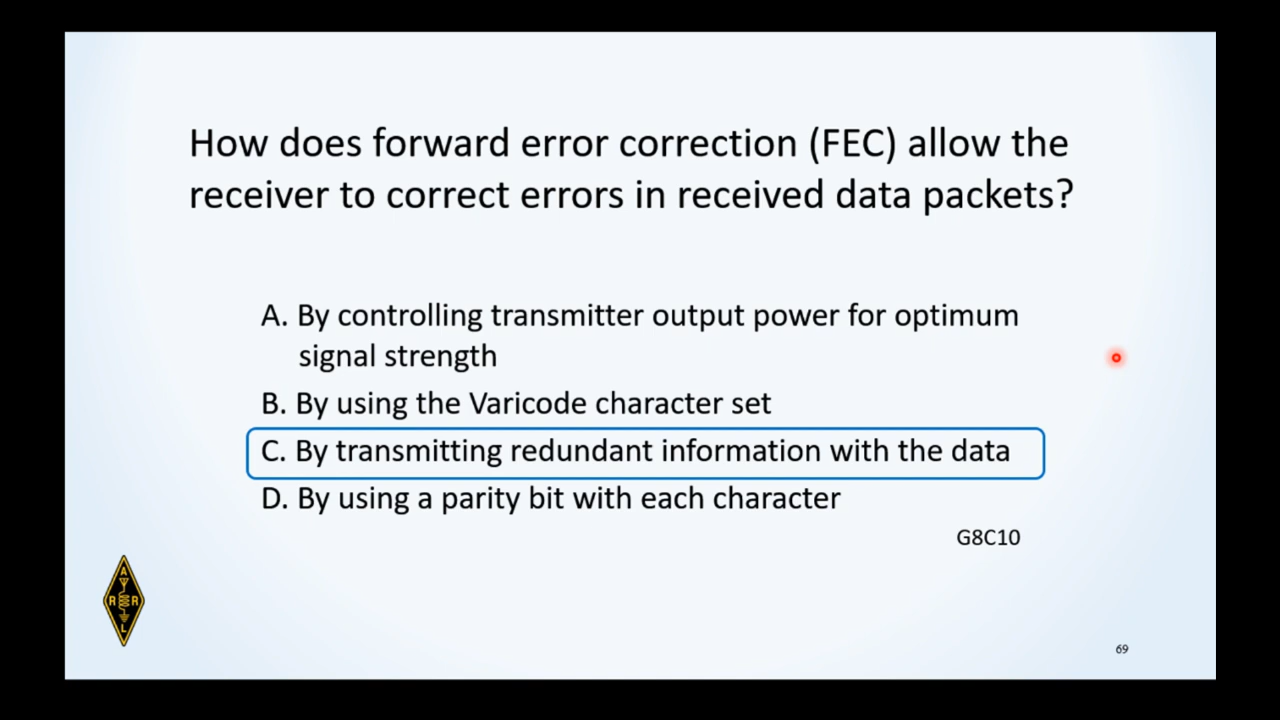 How does forward error correction (FEC) allow the
receiver to correct errors in received data packets?
A. By controlling transmitter output power for optimum
signal strength
B. By using the Varicode character set
C. By transmitting redundant information with the data
D. By using a parity bit with each character
G8C10
A
R R
L
69